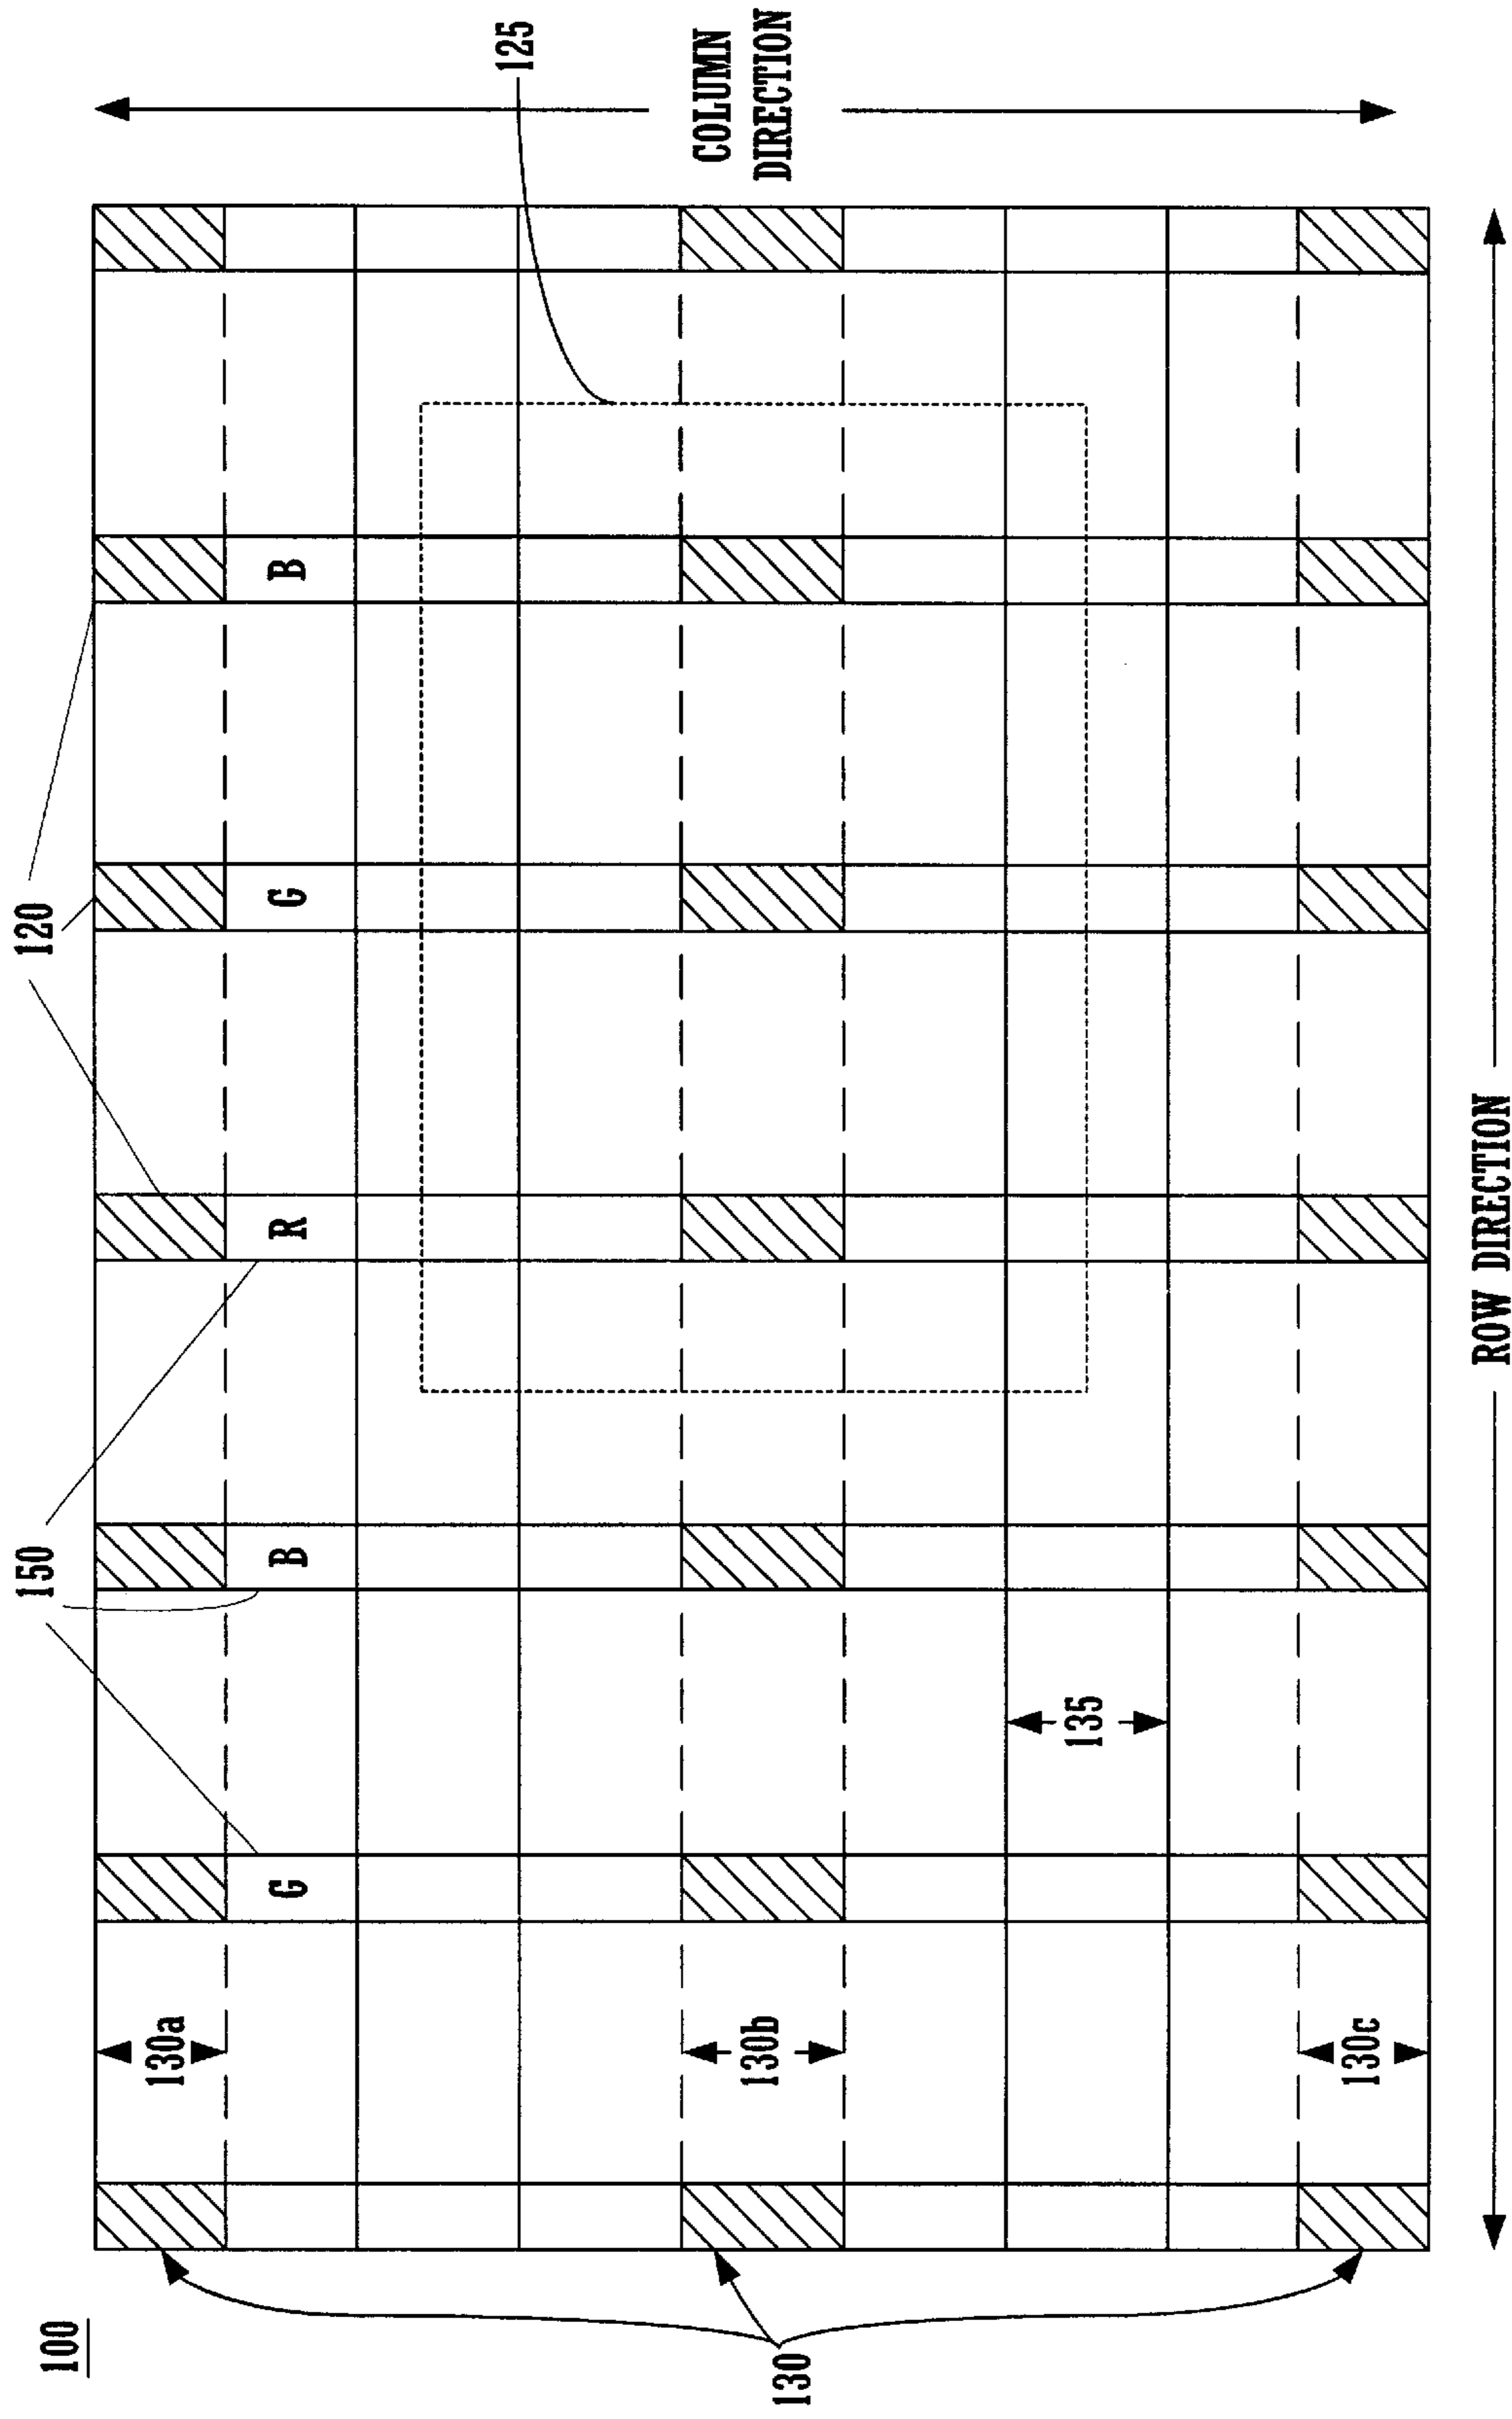 100
150
120
125
130a
130b
130c
130
135
G
B
R
G
B
COLUMN
DIRECTION
ROW DIRECTION